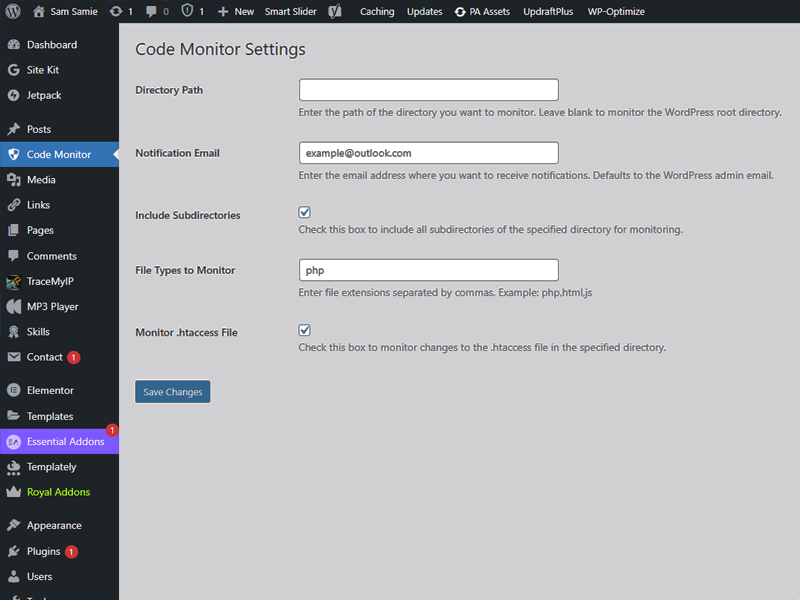 Sam Samie 1 0 1 New Smart Slider Caching Updates PA Assets UpdraftPlus WP-Optimize
Dashboard
Site Kit
Jetpack
Posts
Code Monitor
Media
Links
Pages
Comments
TraceMyIP
MP3 Player
Skills
Contact 1
Elementor
Templates
1
Essential Addons
Templately
Royal Addons
Appearance
Plugins 1
Users
Code Monitor Settings
Directory Path
Enter the path of the directory you want to monitor. Leave blank to monitor the WordPress root directory.
Notification Email
example@outlook.com
Enter the email address where you want to receive notifications. Defaults to the WordPress admin email.
Include Subdirectories
Check this box to include all subdirectories of the specified directory for monitoring.
File Types to Monitor
php
Enter file extensions separated by commas. Example: php,html,js
Monitor .htaccess File
Check this box to monitor changes to the .htaccess file in the specified directory.
Save Changes